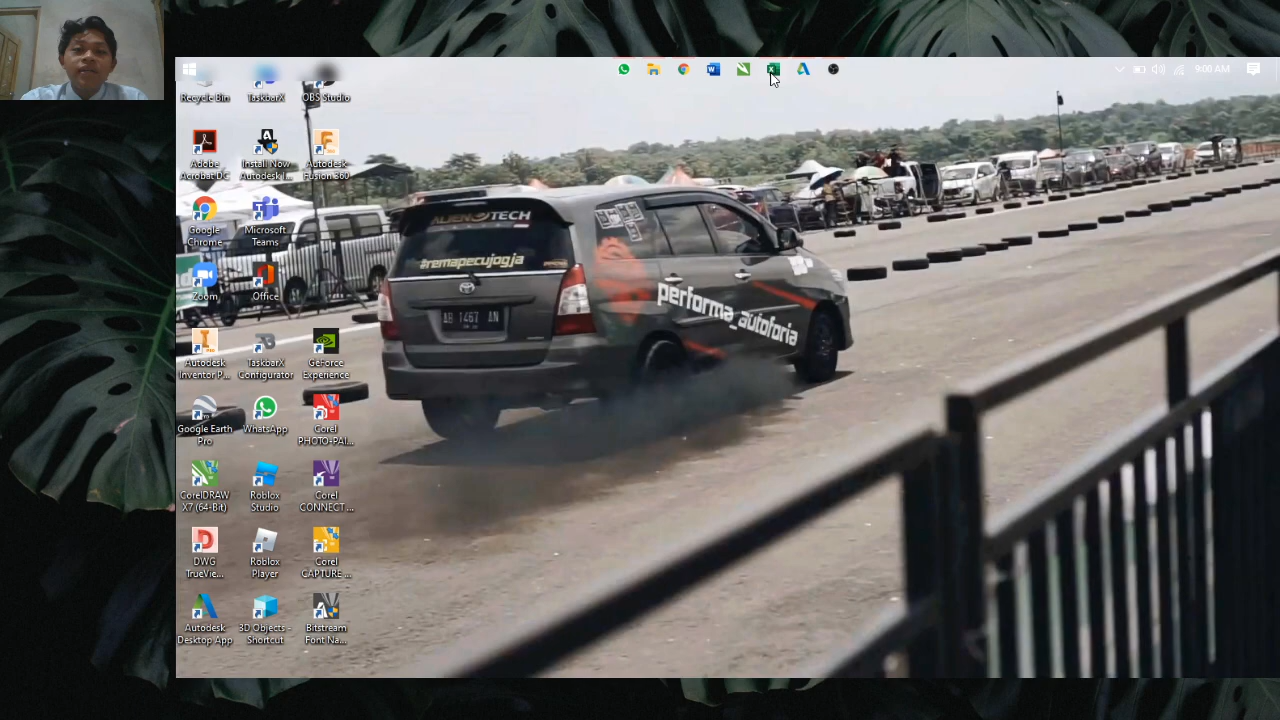 9:00 AM
Recycle Bin
TaskbarX
OBS Studio
Adobe
Acrobat DC
Install Now
Autodesk I...
Autodesk
Fusion 360
Google
Chrome
Microsoft
Teams
Zoom
Office
Autodesk
Inventor P...
TaskbarX
Configurator
GeForce
Experience
Google Earth
Pro
WhatsApp
Corel
PHOTO-PAI...
CorelDRAW
X7 (64-Bit)
Roblox
Studio
Corel
CONNECT ...
DWG
TrueVie...
Roblox
Player
Corel
CAPTURE ...
Autodesk
Desktop App
3D Objects -
Shortcut
Bitstream
Font Na...
ALIENTECH
#remapecujogja
AB 1467 AN
performa_autoforia